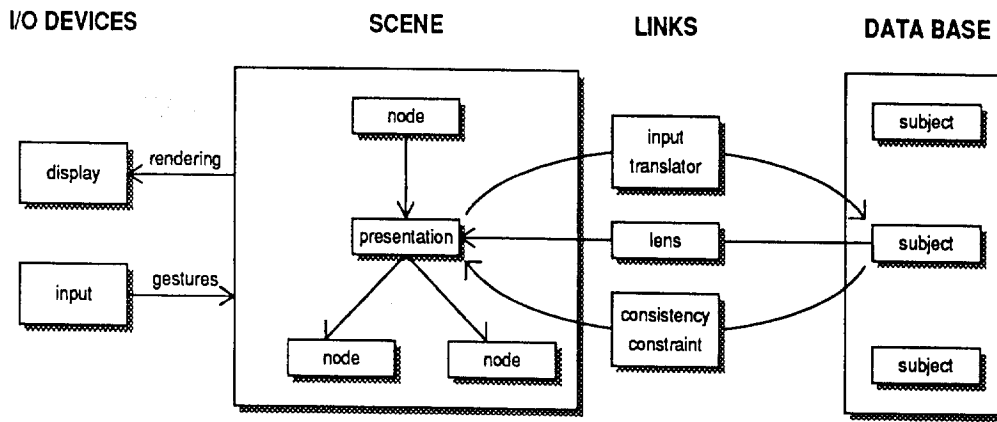 I/O DEVICES
SCENE
LINKS
DATA BASE
node
input
translator
subject
display
rendering
presentation
lens
subject
input
gestures
consistency
constraint
node
node
subject